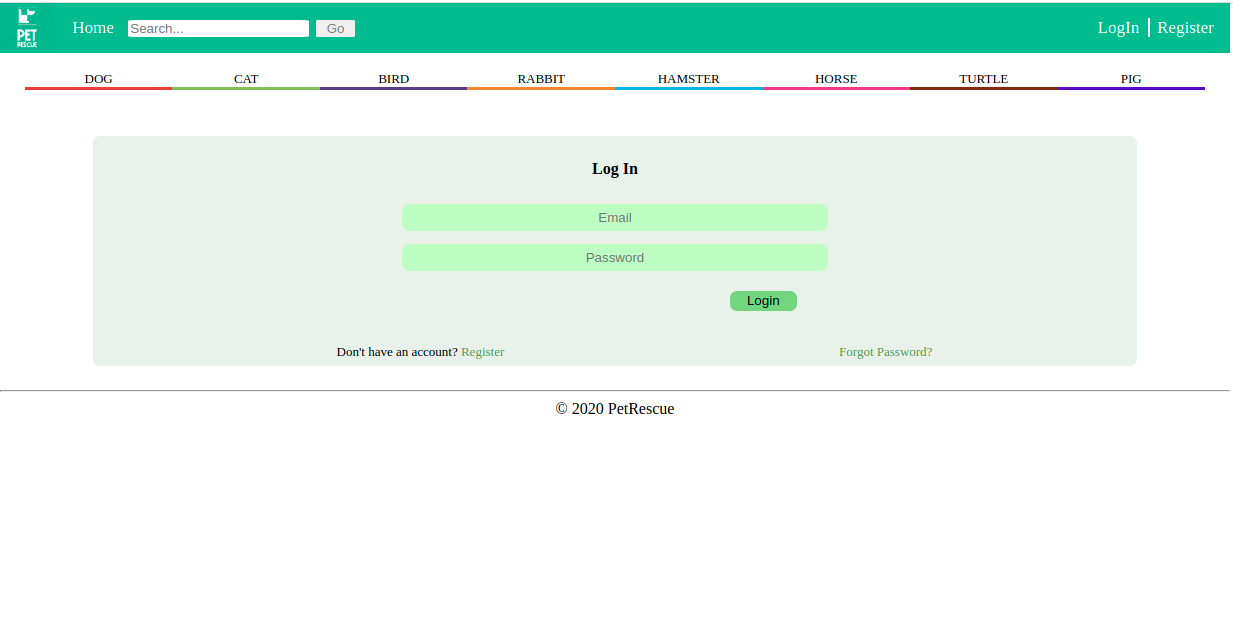 PET
RESCUE
Home Search... Go LogIn Register
DOG CAT BIRD RABBIT HAMSTER HORSE TURTLE PIG
Log In
Email
Password
Login
Don't have an account? Register Forgot Password?
© 2020 PetRescue